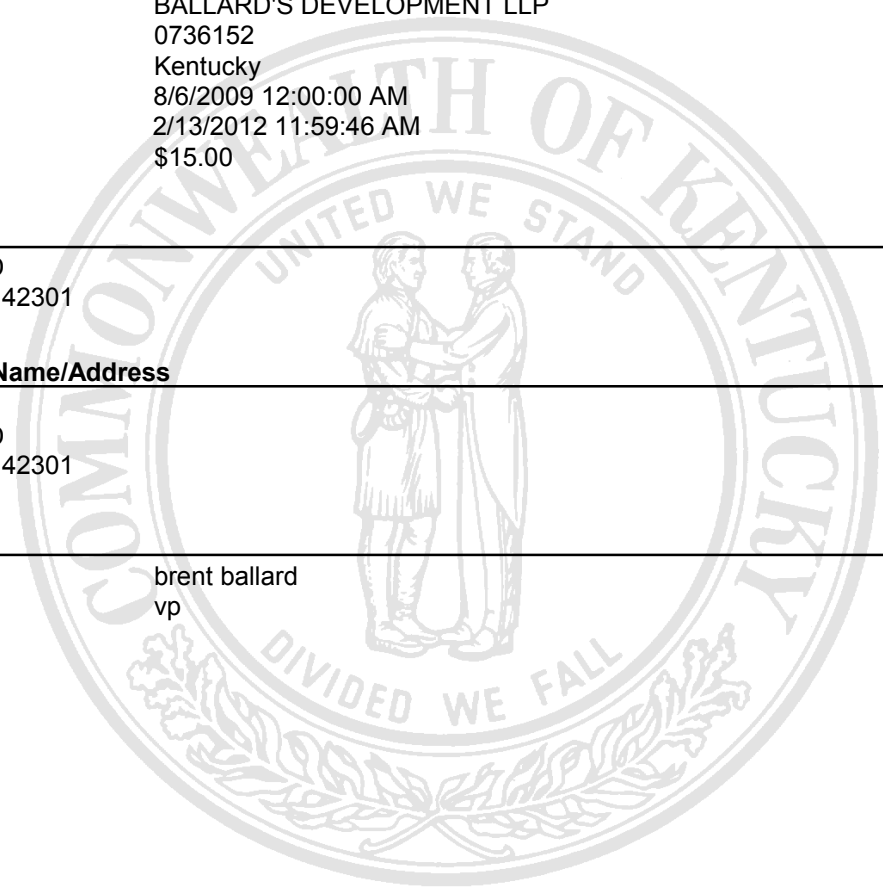 BALLARD'S DEVELOPMENT LLP
0736152
Kentucky
8/6/2009 12:00:00 AM
2/13/2012 11:59:46 AM
$15.00
COMMONWEALTH OF KENTUCKY
UNITED WE STAND
42301
Name/Address
42301
brent ballard
vp
DIVIDED WE FALL